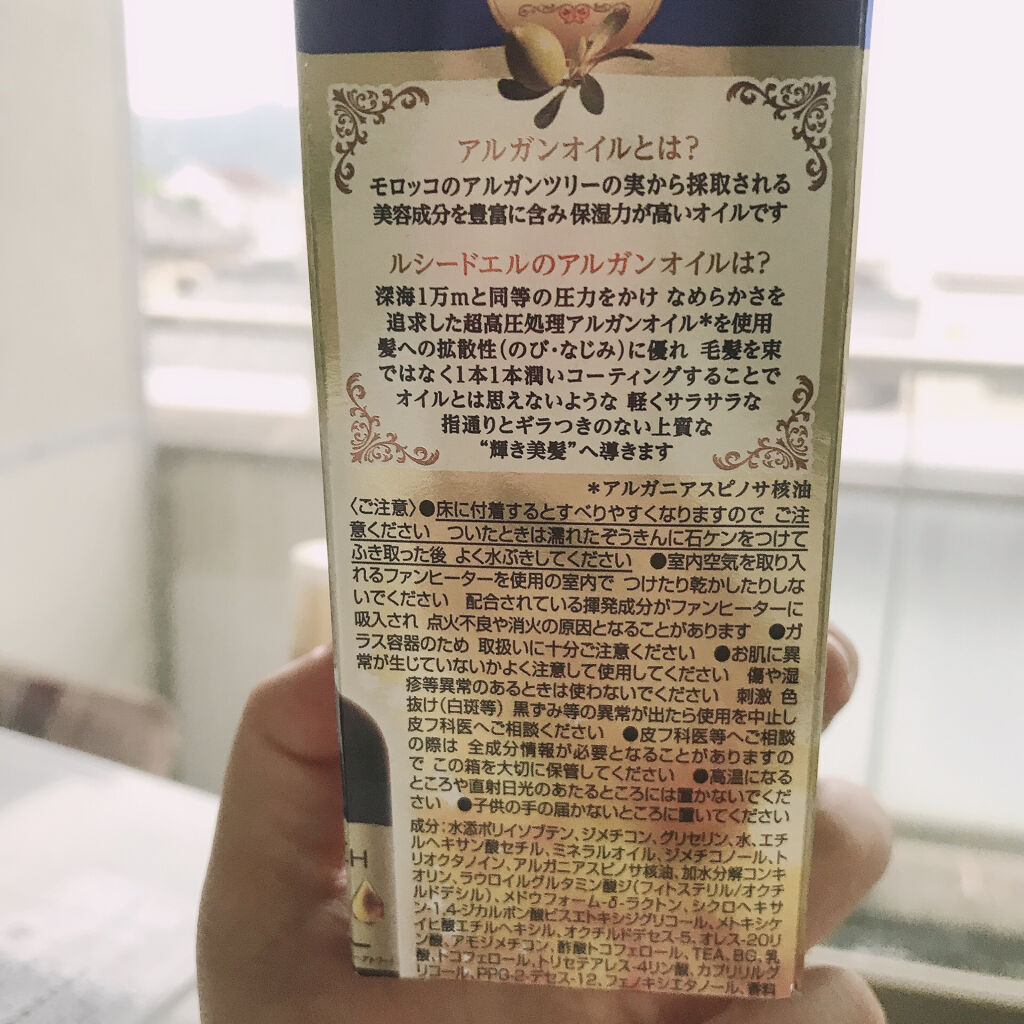 アルガンオイルとは?
モロッコのアルガンツリーの実から採取される
美容成分を豊富に含み保湿力が高いオイルです
ルシードエルのアルガンオイルは?
深海1万mと同等の圧力をかけ なめらかさを
追求した超高圧処理アルガンオイル*を使用
髪への拡散性(のび・なじみ)に優れ 毛髪を束
ではなく1本1本潤いコーティングすることで
オイルとは思えないような 軽くサラサラな
指通りとギラつきのない上質な
“輝き美髪”へ導きます
*アルガニアスピノサ核油
〈ご注意〉●床に付着するとすべりやすくなりますので ご注
意ください ついたときは濡れたぞうきんに石ケンをつけて
ふき取った後 よく水ぶきしてください ●室内空気を取り入
れるファンヒーターを使用の室内で つけたり乾かしたりしな
いでください 配合されている揮発成分がファンヒーターに
吸入され 点火不良や消火の原因となることがあります ●ガ
ラス容器のため 取扱いに十分ご注意ください ●お肌に異
常が生じていないかよく注意して使用してください 傷や湿
疹等異常のあるときは使わないでください 刺激 色
抜け(白斑等) 黒ずみ等の異常が出たら使用を中止し
皮フ科医へご相談ください ●皮フ科医等へご相談
の際は 全成分情報が必要となることがありますの
で この箱を大切に保管してください ●高温になる
ところや直射日光のあたるところには置かないでくだ
さい ●子供の手の届かないところに置いてください
成分:水添ポリイソブテン、ジメチコン、グリセリン、水、エチ
ルヘキサン酸セチル、ミネラルオイル、ジメチコノール、ト
リオクタノイン、アルガニアスピノサ核油、加水分解コンキ
オリン、ラウロイルグルタミン酸ジ(フィトステリル/オクチ
ルドデシル)、メドウフォーム-δ-ラクトン、シクロヘキサ
ン-1,4-ジカルボン酸ビスエトキシジグリコール、メトキシケ
イヒ酸エチルヘキシル、オクチルドデセス-5、オレス-20リ
ン酸、アモジメチコン、酢酸トコフェロール、TEA、BG、乳
酸、トコフェロール、トリセテアレス-4リン酸、カプリリルグ
リコール、PPG-2-デセス-12、フェノキシエタノール、香料